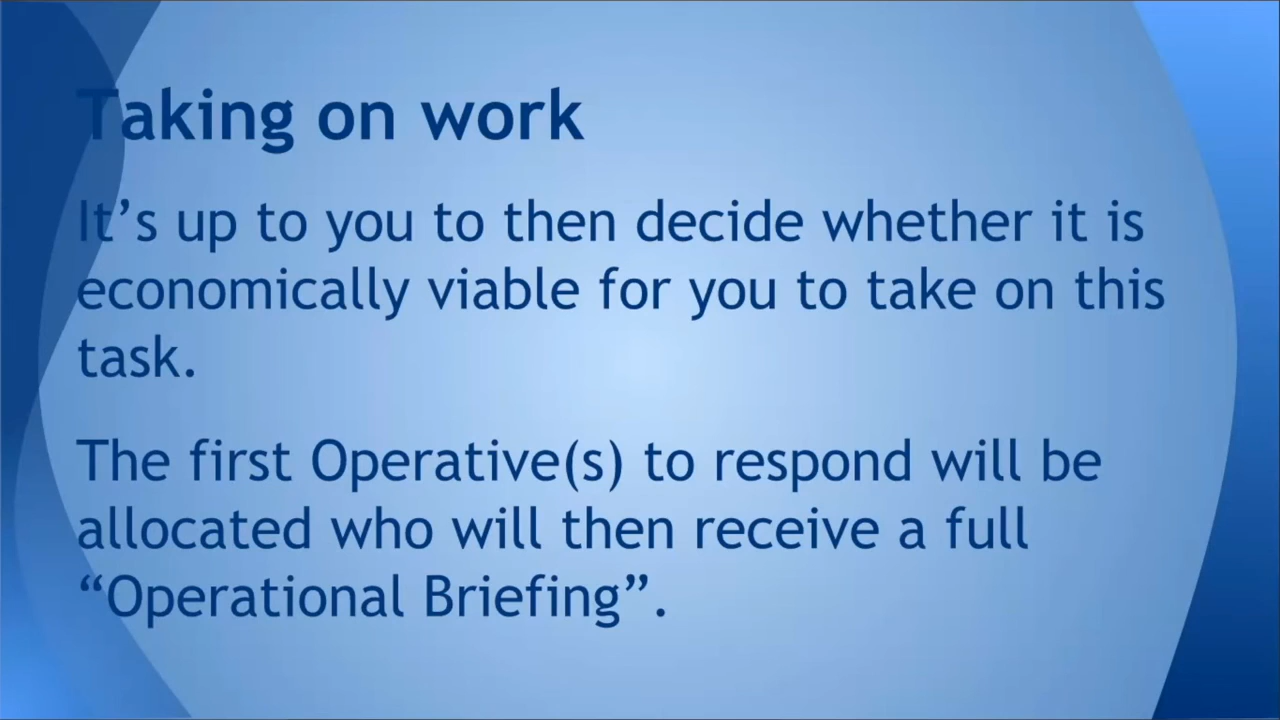 Taking on work
It’s up to you to then decide whether it is
economically viable for you to take on this
task.
The first Operative(s) to respond will be
allocated who will then receive a full
“Operational Briefing”.